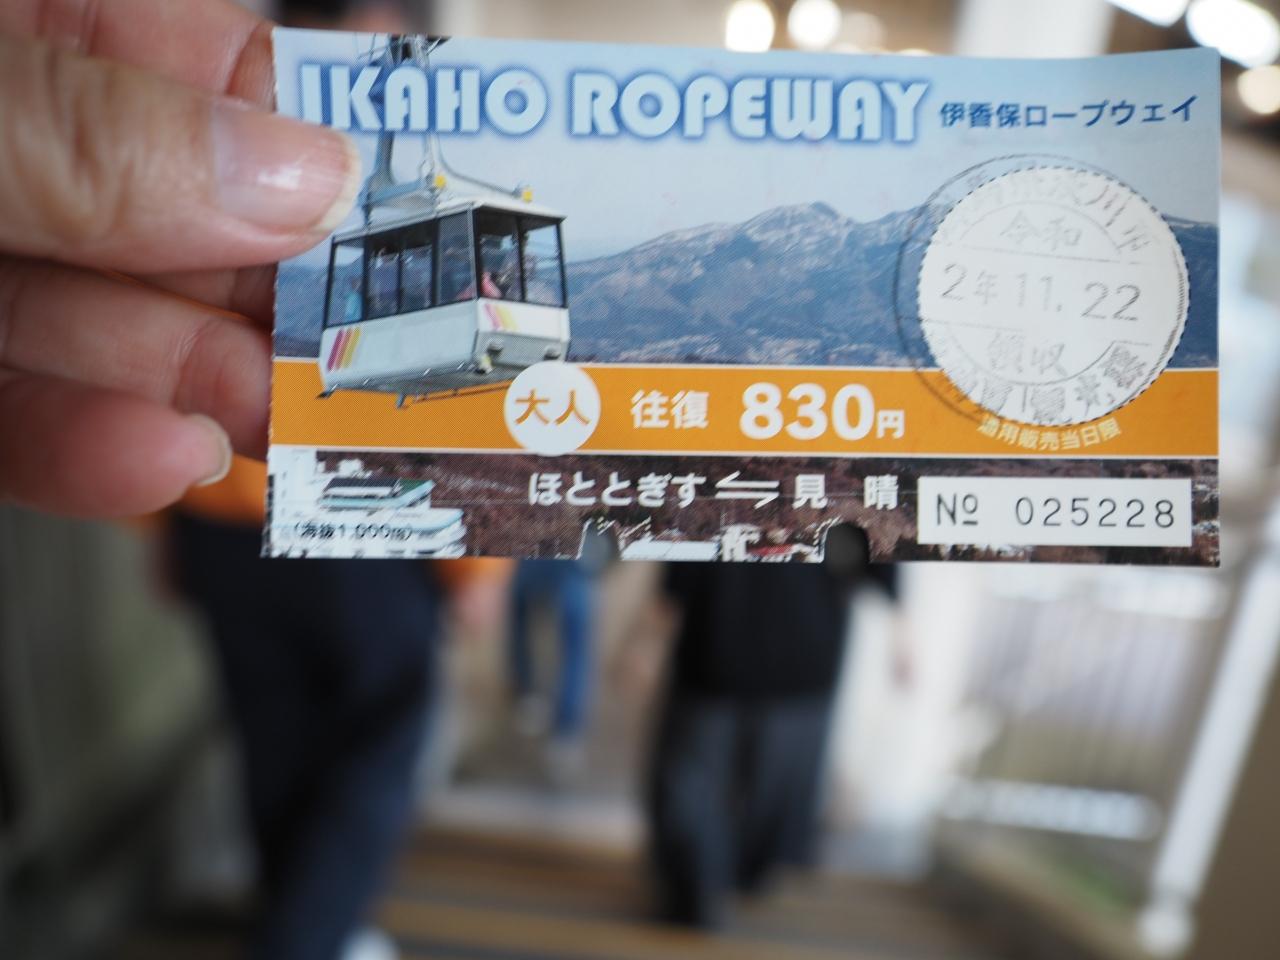 IKAHO ROPEWAY 伊香保ロープウェイ
令和
2年11.22
領収
大人 往復 830円
通用販売当日限
ほととぎす⇋見 晴
(海抜1,000m)
№ 025228